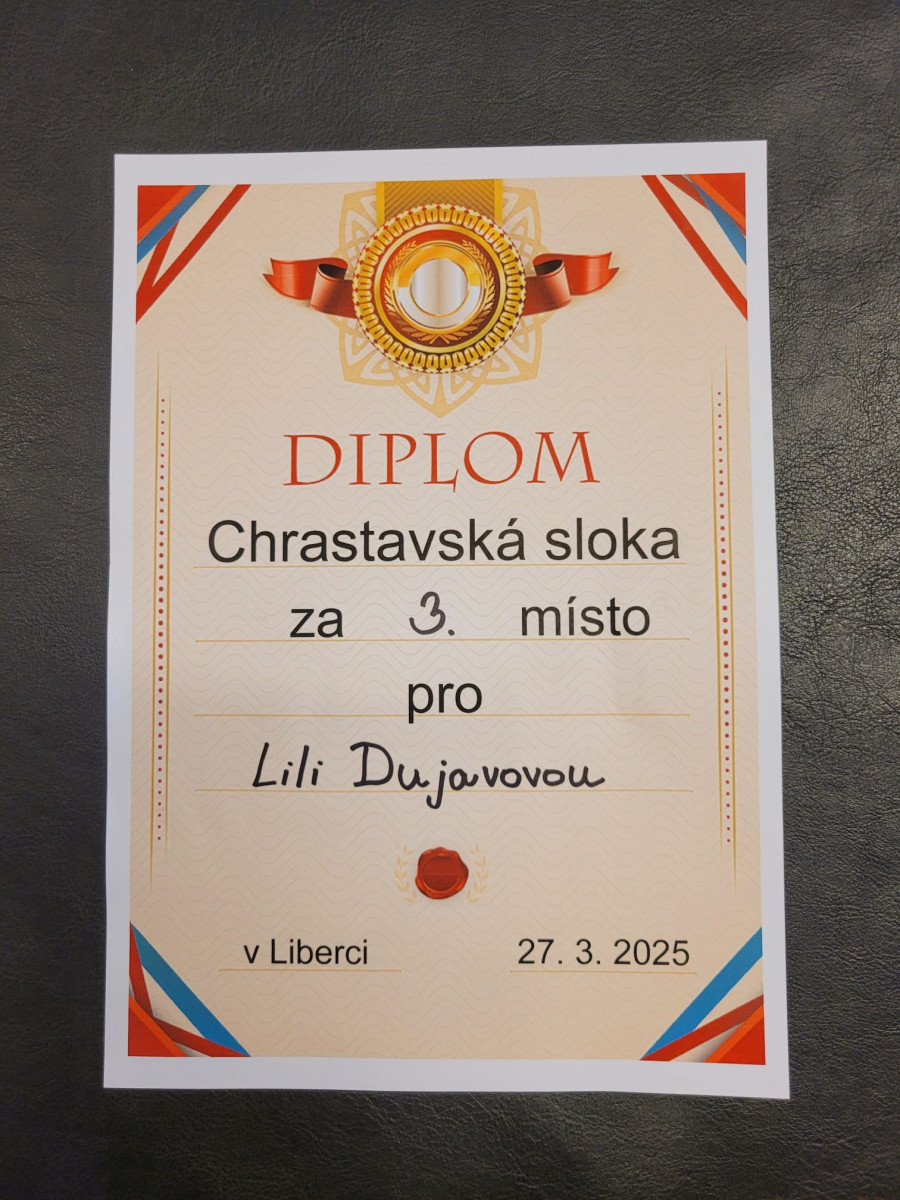 DIPLOM
Chrastavská sloka
za 3. místo
pro
Lili Dujavovou
v Liberci 27. 3. 2025